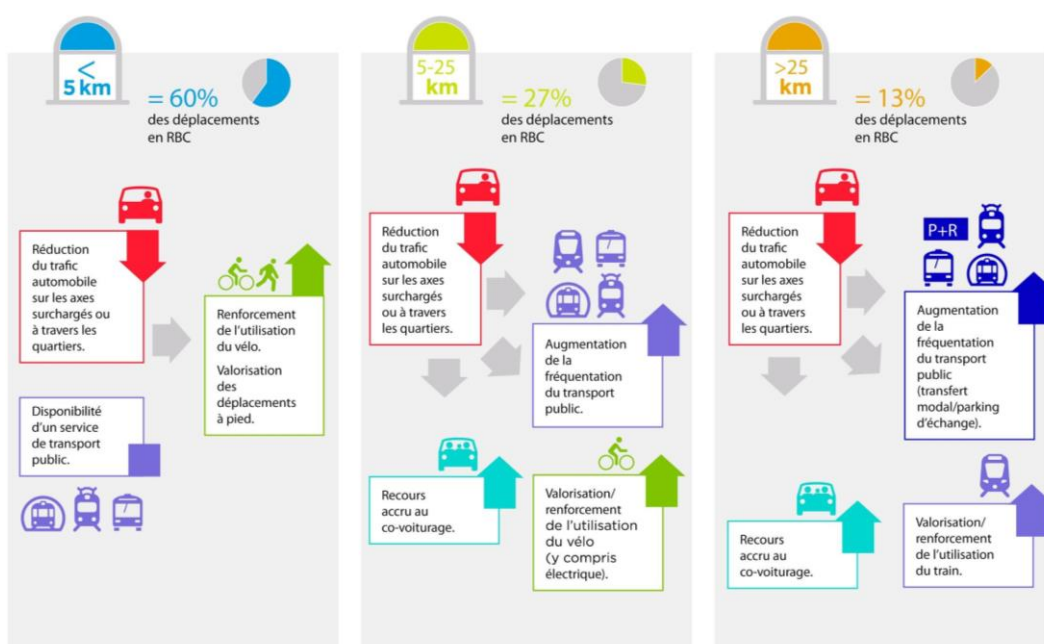 <
5 km
= 60%
des déplacements
en RBC
Réduction
du trafic
automobile
sur les axes
surchargés ou
à travers les
quartiers.
Renforcement
de l'utilisation
du vélo.
Valorisation
des
déplacements
à pied.
Disponibilité
d'un service
de transport
public.
5-25
km
= 27%
des déplacements
en RBC
Réduction
du trafic
automobile
sur les axes
surchargés
ou à travers
les quartiers.
Augmentation
de la
fréquentation
du transport
public.
Recours
accru au
co-voiturage.
Valorisation/
renforcement
de l'utilisation
du vélo
(y compris
électrique).
>25
km
= 13%
des déplacements
en RBC
Réduction
du trafic
automobile
sur les axes
surchargés
ou à travers
les quartiers.
P+R
Augmentation
de la
fréquentation
du transport
public
(transfert
modal/parking
d'échange).
Recours
accru au
co-voiturage.
Valorisation/
renforcement
de l'utilisation
du train.